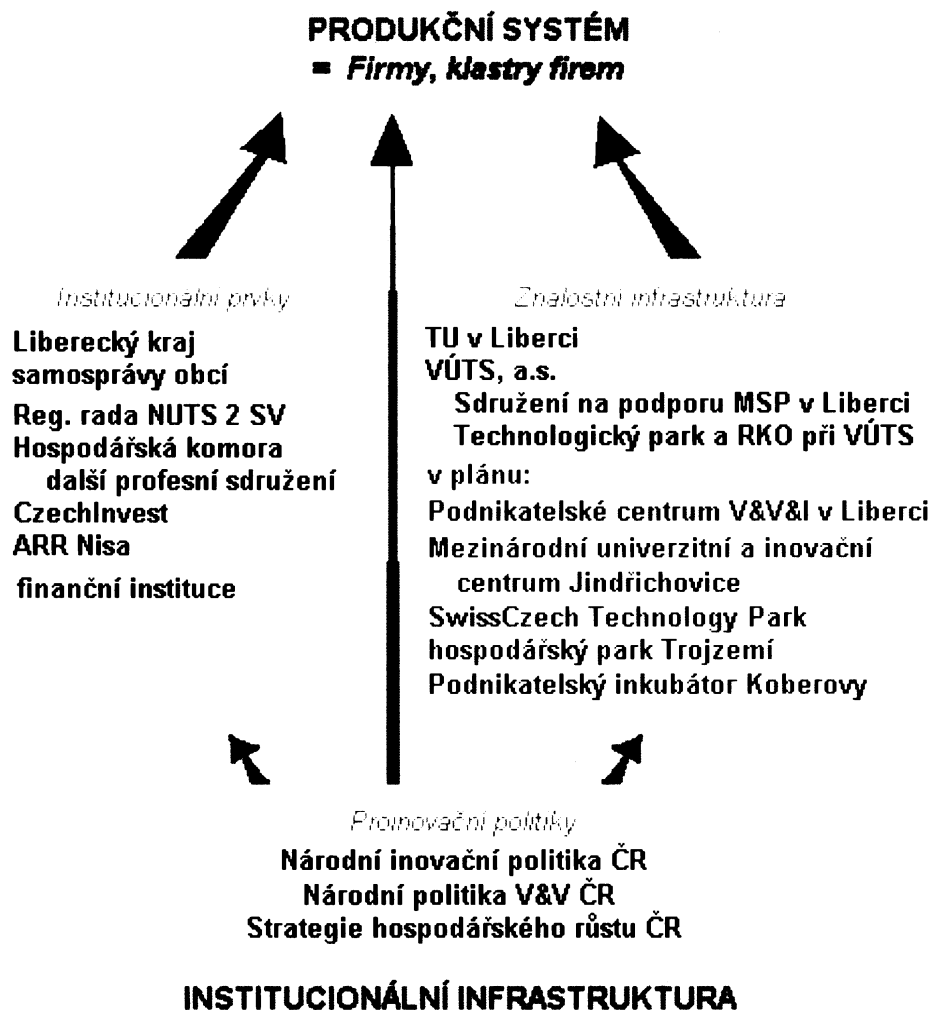 PRODUKČNÍ SYSTÉM
= Firmy, klastry firem
Institucionalní prvky
Liberecký kraj
samosprávy obcí
Reg. rada NUTS 2 SV
Hospodářská komora
další profesní sdružení
CzechInvest
ARR Nisa
finanční instituce
Znalostní infrastruktura
TU v Liberci
VÚTS, a.s.
Sdružení na podporu MSP v Liberci
Technologický park a RKO při VÚTS
v plánu:
Podnikatelské centrum V&V&I v Liberci
Mezinárodní univerzitní a inovační
centrum Jindřichovice
SwissCzech Technology Park
hospodářský park Trojzemí
Podnikatelský inkubátor Koberovy
Proinovační politiky
Národní inovační politika ČR
Národní politika V&V ČR
Strategie hospodářského růstu ČR
INSTITUCIONÁLNÍ INFRASTRUKTURA